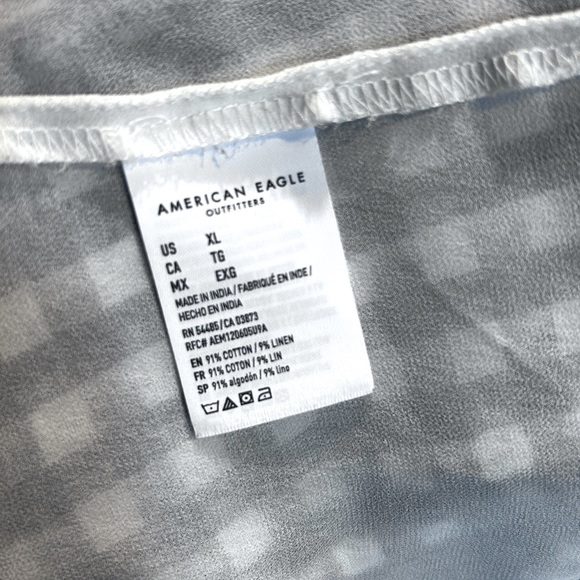 AMERICAN EAGLE
OUTFITTERS
US XL
CA TG
MX EXG
MADE IN INDIA/FABRIQUÉ EN INDE/
HECHO EN INDIA
RN 54485/CA 03873
RFC# AEM120605U9A
EN 91% COTTON / 9% LINEN
FR 91% COTON / 9% LIN
SP 91% algodón / 9% lino